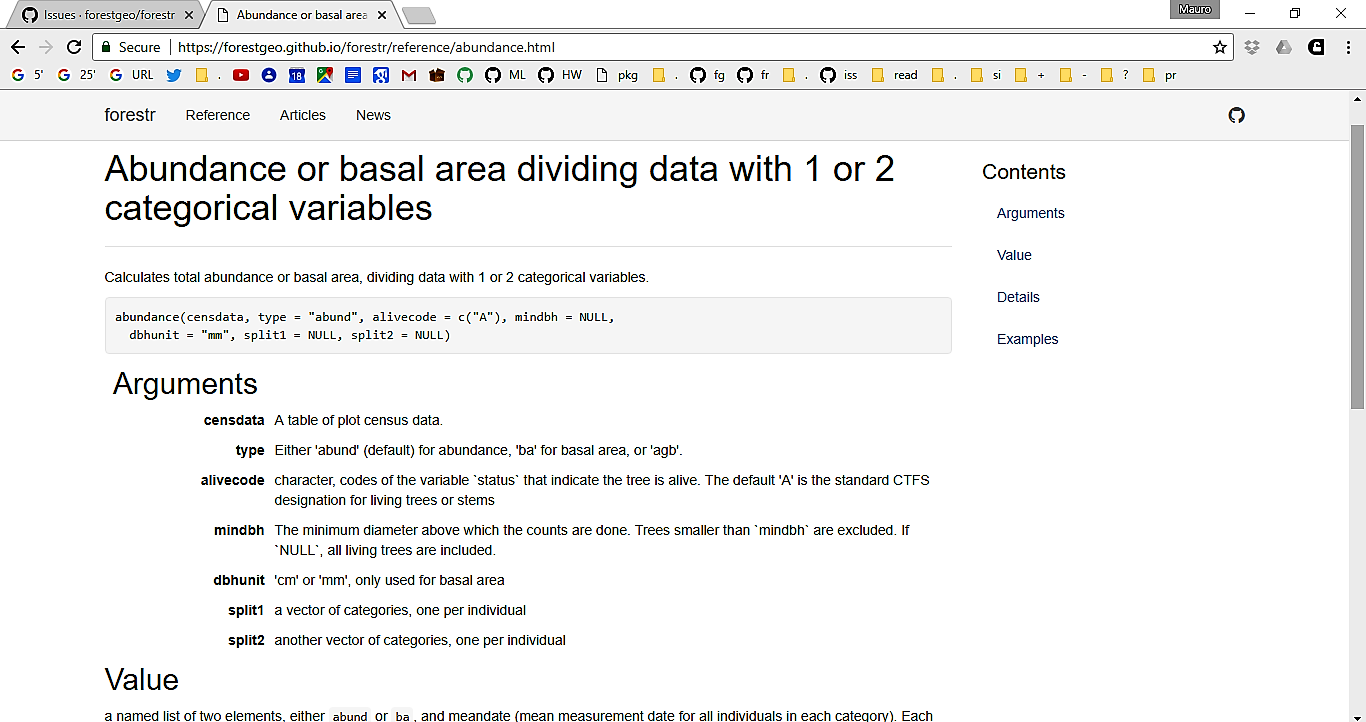 Issues · forestgeo/forestr
Abundance or basal area
Mauro
Secure
https://forestgeo.github.io/forestr/reference/abundance.html
5' 25' URL . 18 ML HW pkg . fg fr . iss read . si + - ? pr
forestr Reference Articles News
Abundance or basal area dividing data with 1 or 2
categorical variables
Calculates total abundance or basal area, dividing data with 1 or 2 categorical variables.
abundance(censdata, type = "abund", alivecode = c("A"), mindbh = NULL,
dbhunit = "mm", split1 = NULL, split2 = NULL)
Arguments
censdata A table of plot census data.
type Either 'abund' (default) for abundance, 'ba' for basal area, or 'agb'.
alivecode character, codes of the variable `status` that indicate the tree is alive. The default 'A' is the standard CTFS
designation for living trees or stems
mindbh The minimum diameter above which the counts are done. Trees smaller than `mindbh` are excluded. If
`NULL`, all living trees are included.
dbhunit 'cm' or 'mm', only used for basal area
split1 a vector of categories, one per individual
split2 another vector of categories, one per individual
Value
a named list of two elements, either abund or ba , and meandate (mean measurement date for all individuals in each category). Each
Contents
Arguments
Value
Details
Examples